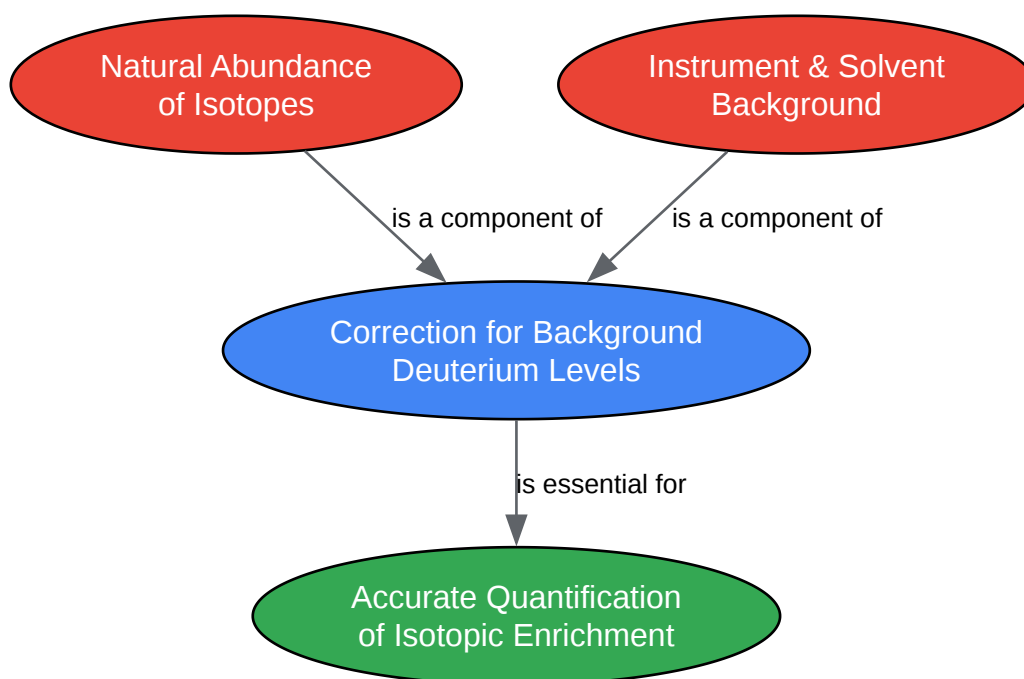 Natural Abundance
of Isotopes
Instrument & Solvent
Background
is a component of
is a component of
Correction for Background
Deuterium Levels
is essential for
Accurate Quantification
of Isotopic Enrichment